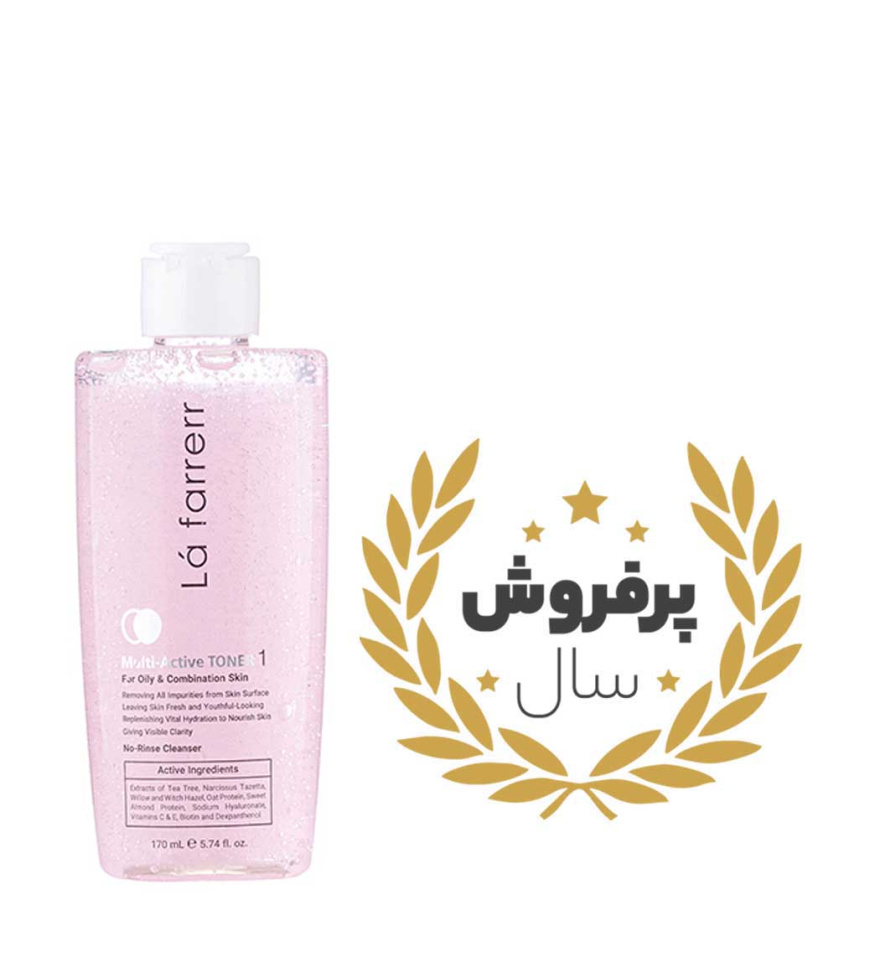 Lá farrerr
Multi-Active TONER 1
For Oily & Combination Skin
Removing All Impurities from Skin Surface
Leaving Skin Fresh and Youthful-Looking
Replenishing Vital Hydration to Nourish Skin
Giving Visible Clarity
No-Rinse Cleanser
Active Ingredients
Extracts of Tea Tree, Narcissus Tazetta,
Willow and Witch Hazel, Oat Protein, Sweet
Almond Protein, Sodium Hyaluronate,
Vitamins C & E, Biotin and Dexpanthenol
170 mL ℮ 5.74 fl. oz.
پرفروش
سال